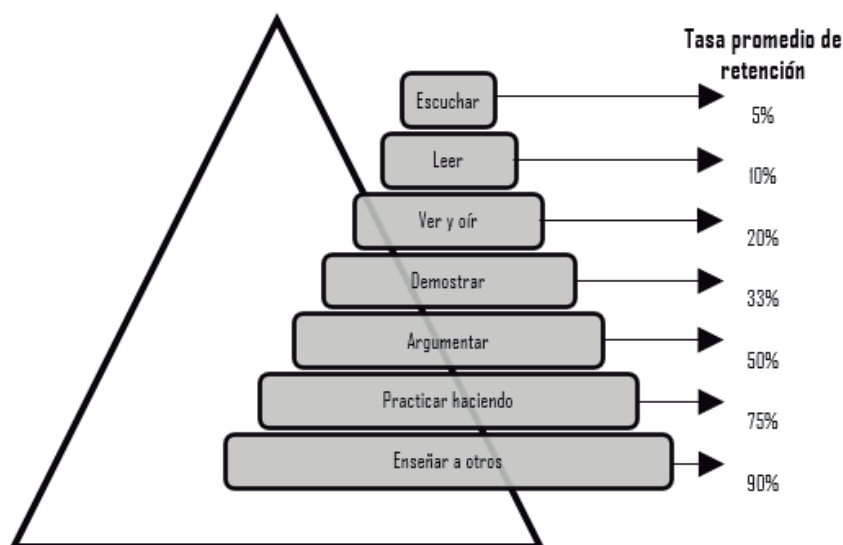 Tasa promedio de
retención
Escuchar
5%
Leer
10%
Ver y oír
20%
Demostrar
33%
Argumentar
50%
Practicar haciendo
75%
Enseñar a otros
90%